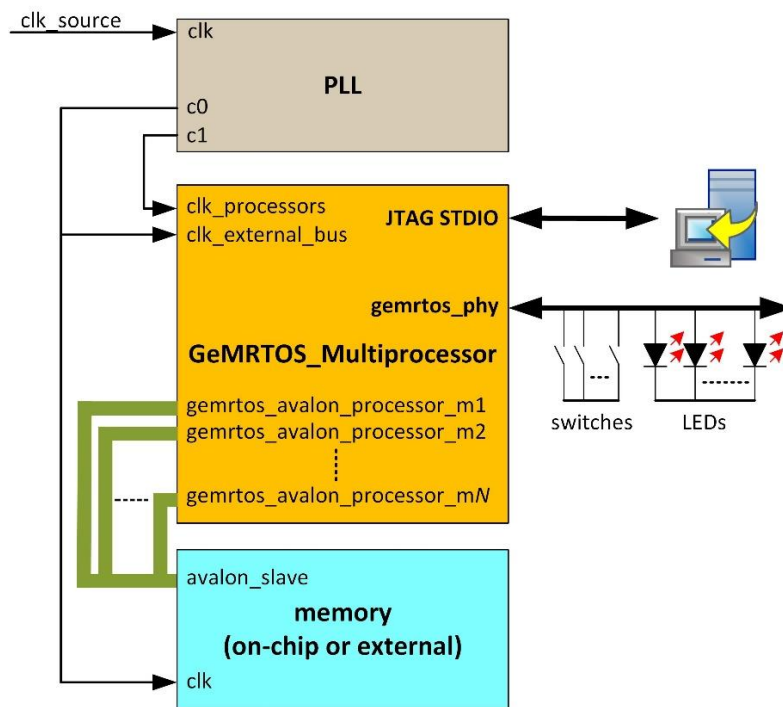 clk_source
clk
PLL
c0
c1
clk_processors
JTAG STDIO
clk_external_bus
gemrtos_phy
GeMRTOS_Multiprocessor
gemrtos_avalon_processor_m1
gemrtos_avalon_processor_m2
gemrtos_avalon_processor_mN
switches
LEDs
avalon_slave
memory
(on-chip or external)
clk